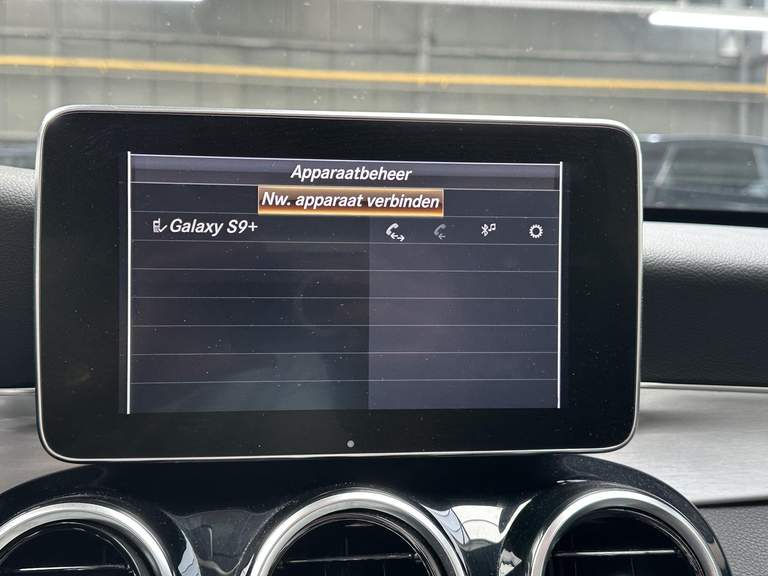 Apparaatbeheer
Nw. apparaat verbinden
Galaxy S9+